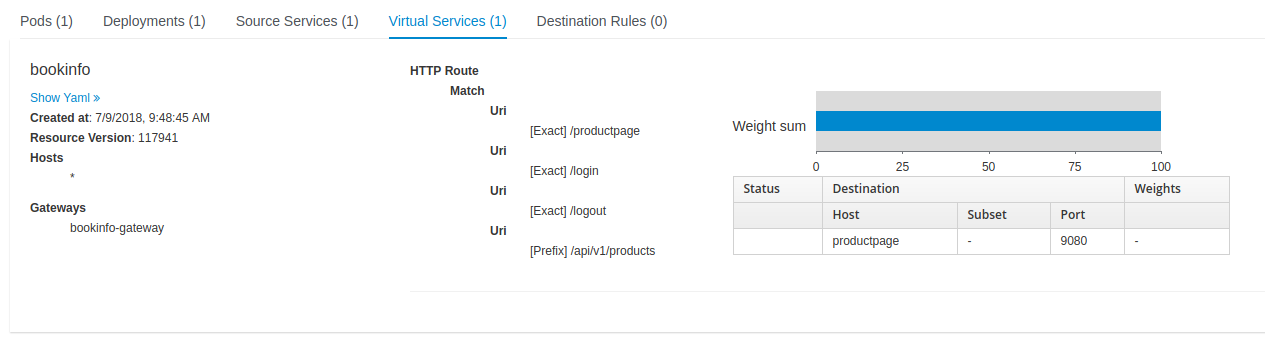 Pods (1) Deployments (1) Source Services (1) Virtual Services (1) Destination Rules (0)
bookinfo
Show Yaml »
Created at: 7/9/2018, 9:48:45 AM
Resource Version: 117941
Hosts
*
Gateways
bookinfo-gateway
HTTP Route
Match
Uri
[Exact] /productpage
Uri
[Exact] /login
Uri
[Exact] /logout
Uri
[Prefix] /api/v1/products
Weight sum
0 25 50 75 100
Status Destination Weights
Host Subset Port
productpage - 9080 -